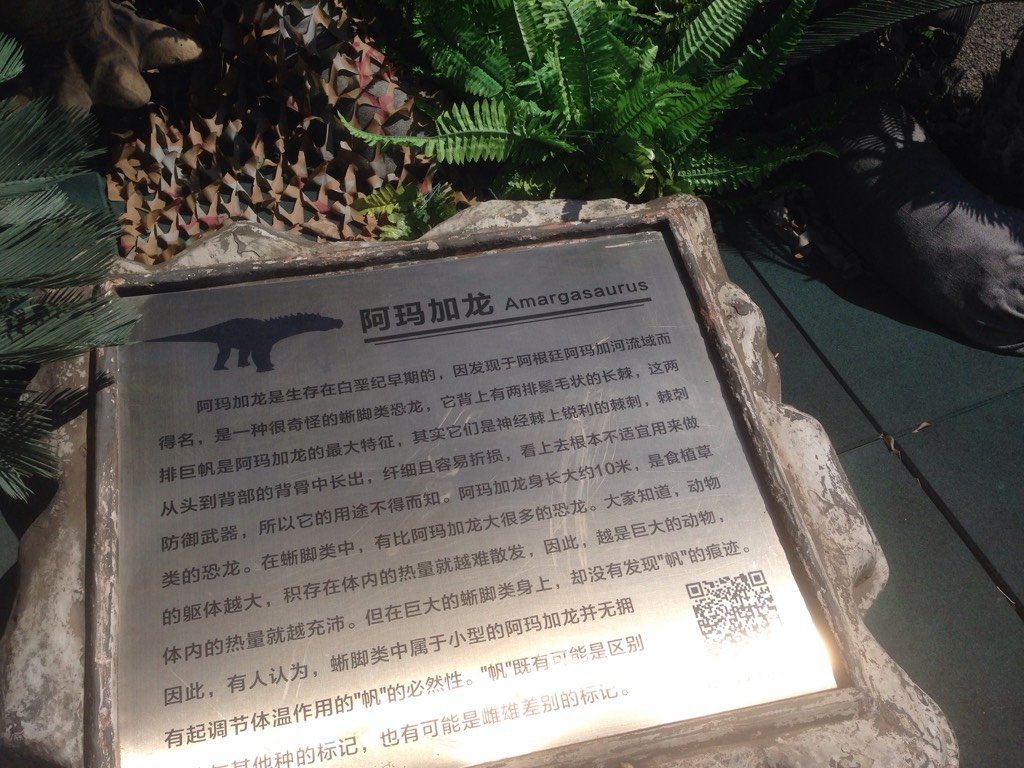 阿玛加龙 Amargasaurus
阿玛加龙是生存在白垩纪早期的，因发现于阿根廷阿玛加河流域而
得名，是一种很奇怪的蜥脚类恐龙，它背上有两排鬃毛状的长棘，这两
排巨帆是阿玛加龙的最大特征，其实它们是神经棘上锐利的棘刺，棘刺
从头到背部的背骨中长出，纤细且容易折损，看上去根本不适宜用来做
防御武器，所以它的用途不得而知。阿玛加龙身长大约10米，是食植草
类的恐龙。在蜥脚类中，有比阿玛加龙大很多的恐龙。大家知道，动物
的躯体越大，积存在体内的热量就越难散发，因此，越是巨大的动物，
体内的热量就越充沛。但在巨大的蜥脚类身上，却没有发现"帆"的痕迹。
因此，有人认为，蜥脚类中属于小型的阿玛加龙并无拥
有起调节体温作用的"帆"的必然性。"帆"既有可能是区别
与其他种的标记，也有可能是雌雄差别的标记。